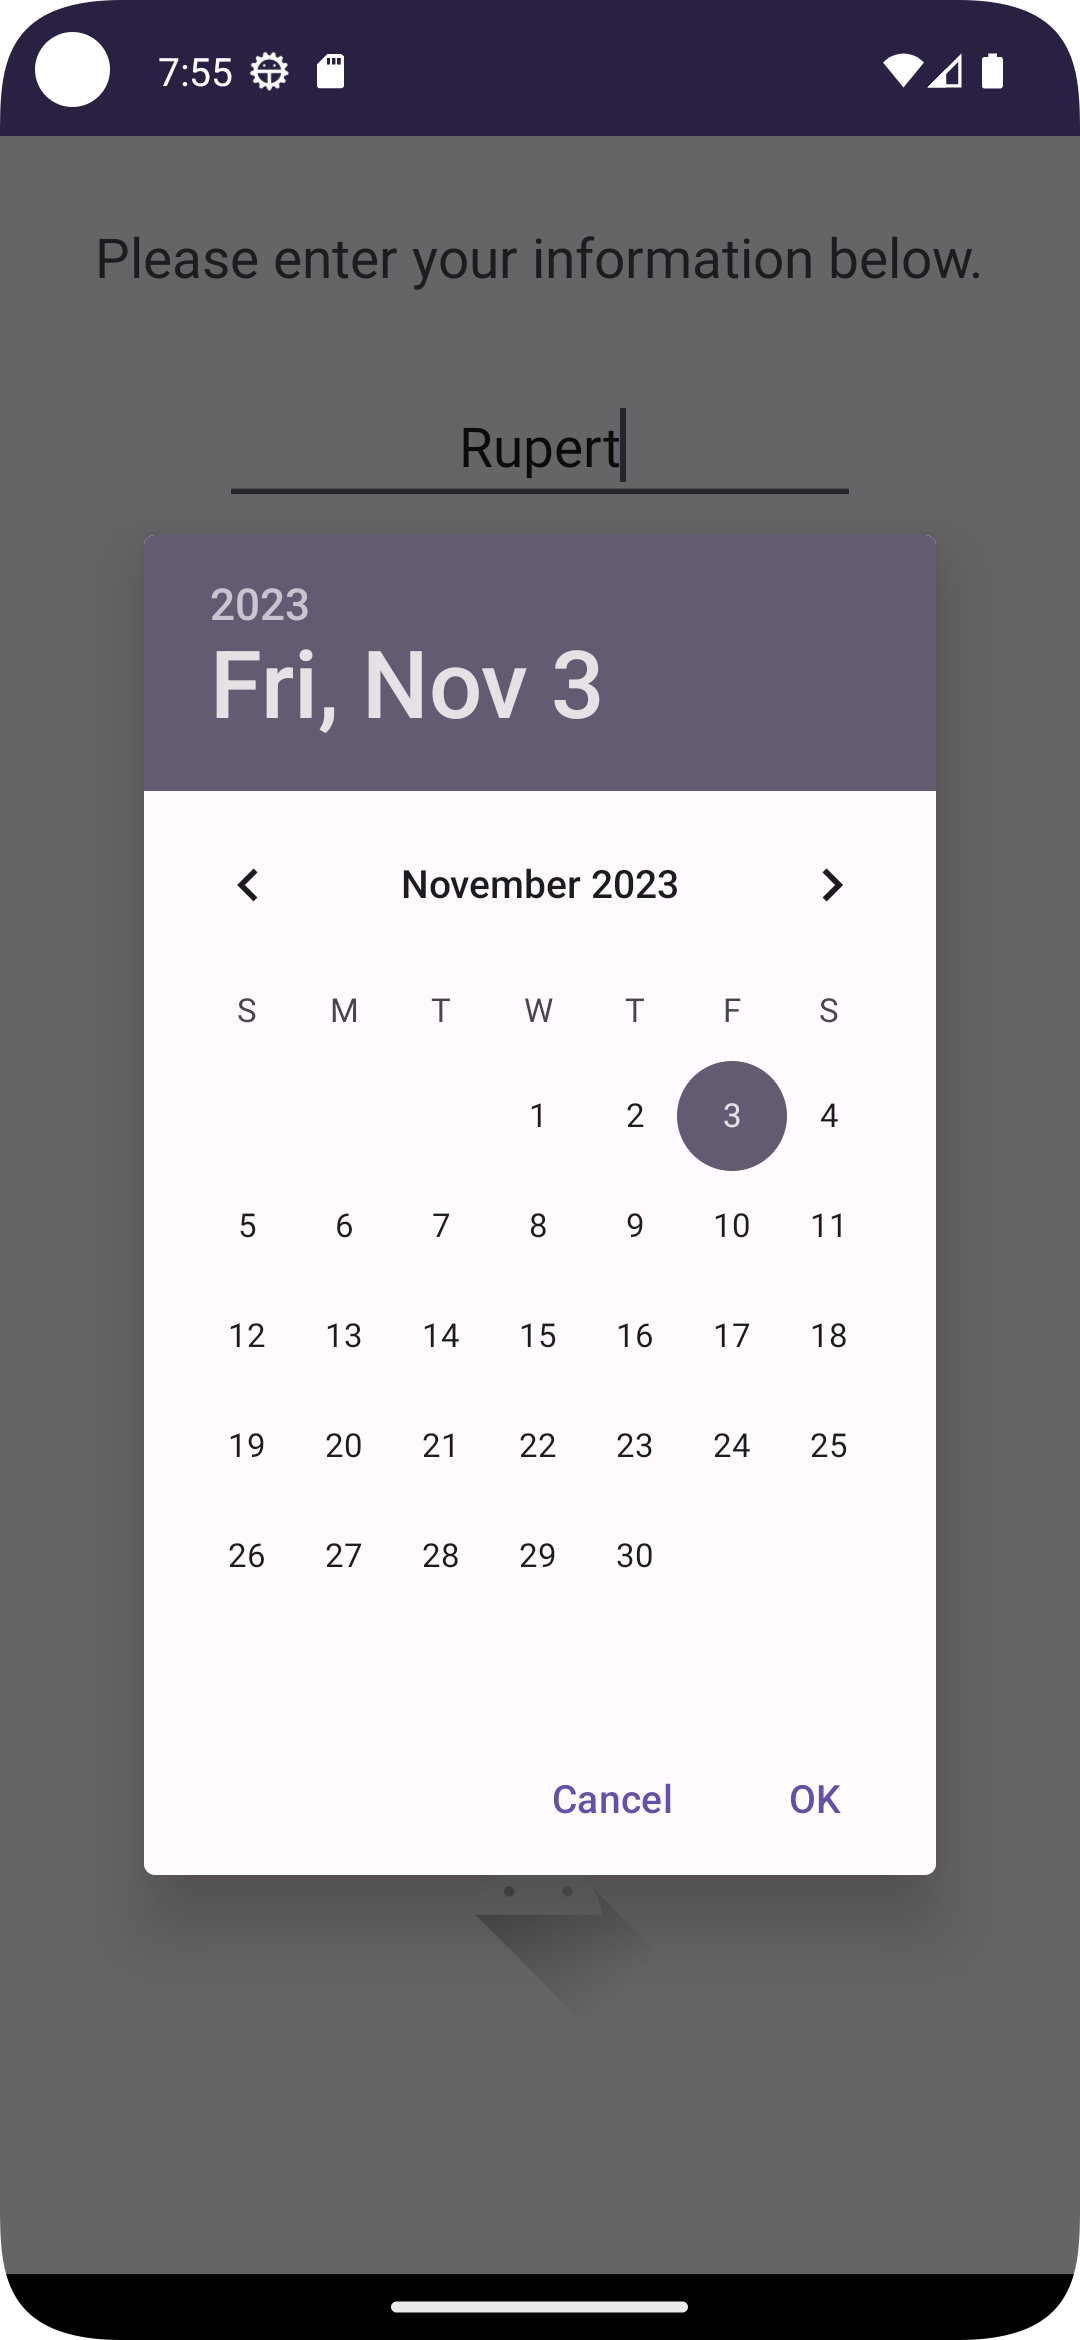 7:55
Please enter your information below.
Rupert
2023
Fri, Nov 3
November 2023
S M T W T F S
1 2 3 4
5 6 7 8 9 10 11
12 13 14 15 16 17 18
19 20 21 22 23 24 25
26 27 28 29 30
Cancel OK